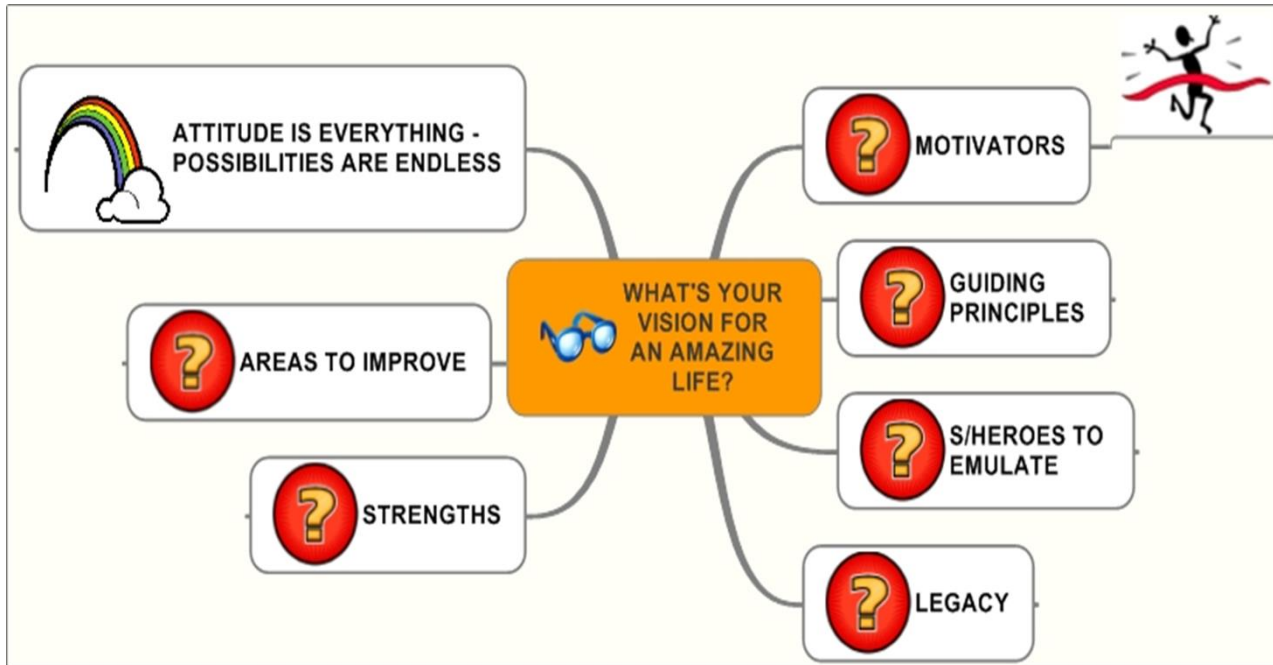 ATTITUDE IS EVERYTHING -
POSSIBILITIES ARE ENDLESS
AREAS TO IMPROVE
STRENGTHS
WHAT'S YOUR
VISION FOR
AN AMAZING
LIFE?
MOTIVATORS
GUIDING
PRINCIPLES
S/HEROES TO
EMULATE
LEGACY